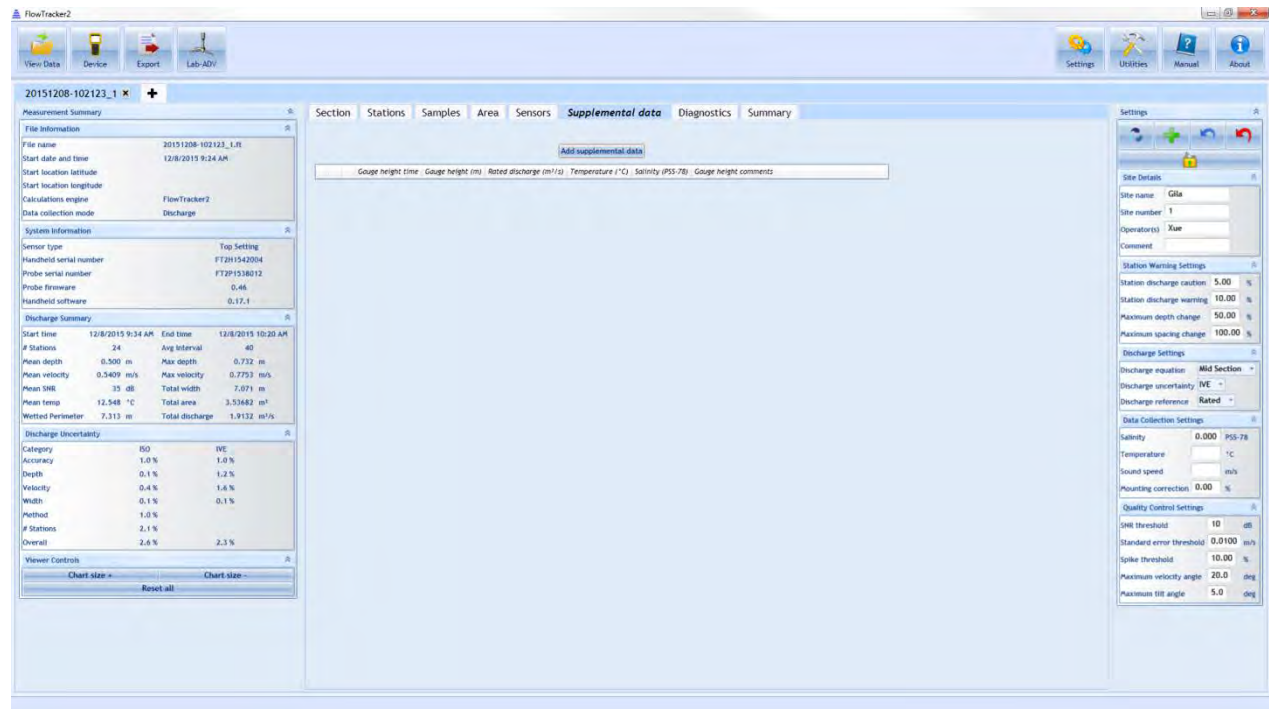 FlowTracker2
View Data Device Export Lab-ADV Settings Utilities Manual About
20151208-102123_1
Measurement Summary
File Information
File name 20151208-102123_1.ft
Start date and time 12/8/2015 9:24 AM
Start location latitude
Start location longitude
Calculations engine FlowTracker2
Data collection mode Discharge
System Information
Sensor type Top Setting
Handheld serial number FT2H1542004
Probe serial number FT2P1538012
Probe firmware 0.46
Handheld software 0.17.1
Discharge Summary
Start time 12/8/2015 9:34 AM End time 12/8/2015 10:20 AM
# Stations 24 Avg Interval 40
Mean depth 0.500 m Max depth 0.732 m
Mean velocity 0.5409 m/s Max velocity 0.7753 m/s
Mean SNR 35 dB Total width 7.071 m
Mean temp 12.548 °C Total area 3.53682 m²
Wetted Perimeter 7.313 m Total discharge 1.9132 m³/s
Discharge Uncertainty
Category ISO IVE
Accuracy 1.0 % 1.0 %
Depth 0.1 % 1.2 %
Velocity 0.4 % 1.6 %
Width 0.1 % 0.1 %
Method 1.0 %
# Stations 2.1 %
Overall 2.6 % 2.3 %
Viewer Controls
Chart size + Chart size -
Reset all
Section Stations Samples Area Sensors Supplemental data Diagnostics Summary
Add supplemental data
Gauge height time Gauge height (m) Rated discharge (m³/s) Temperature (°C) Salinity (PSS-78) Gauge height comments
Settings
Site Details
Site name Gila
Site number 1
Operator(s) Xue
Comment
Station Warning Settings
Station discharge caution 5.00 %
Station discharge warning 10.00 %
Maximum depth change 50.00 %
Maximum spacing change 100.00 %
Discharge Settings
Discharge equation Mid Section
Discharge uncertainty IVE
Discharge reference Rated
Data Collection Settings
Salinity 0.000 PSS-78
Temperature °C
Sound speed m/s
Mounting correction 0.00 %
Quality Control Settings
SNR threshold 10 dB
Standard error threshold 0.0100 m/s
Spike threshold 10.00 %
Maximum velocity angle 20.0 deg
Maximum tilt angle 5.0 deg